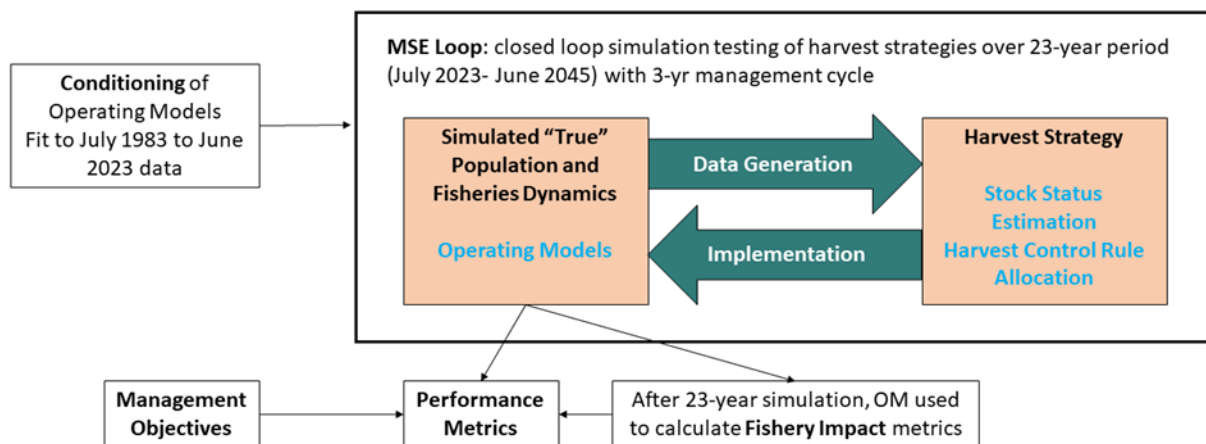 MSE Loop: closed loop simulation testing of harvest strategies over 23-year period
(July 2023- June 2045) with 3-yr management cycle
Conditioning of
Operating Models
Fit to July 1983 to June
2023 data
Simulated “True”
Population and
Fisheries Dynamics
Operating Models
Data Generation
Implementation
Harvest Strategy
Stock Status
Estimation
Harvest Control Rule
Allocation
Management
Objectives
Performance
Metrics
After 23-year simulation, OM used
to calculate Fishery Impact metrics